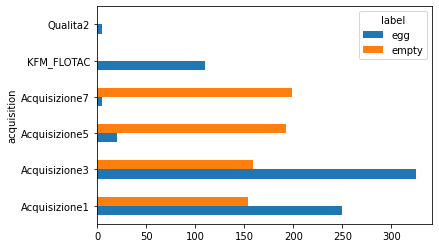 label
egg
empty
acquisition
Qualita2
KFM_FLOTAC
Acquisizione7
Acquisizione5
Acquisizione3
Acquisizione1
0 50 100 150 200 250 300